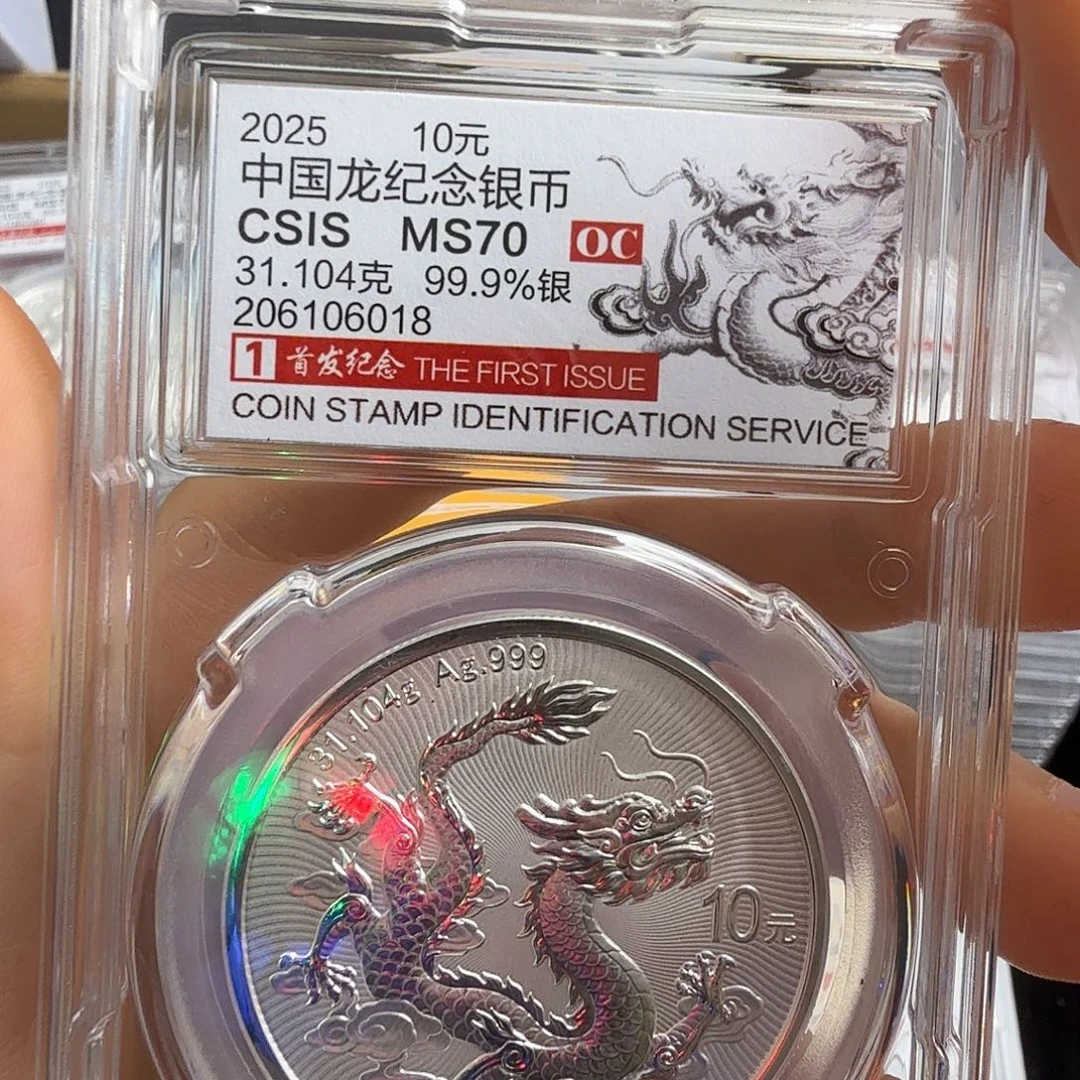 2025 10元
中国龙纪念银币
CSIS MS70 OC
31.104克 99.9%银
206106018
1 首发纪念 THE FIRST ISSUE
COIN STAMP IDENTIFICATION SERVICE
31.104g Ag.999
10元